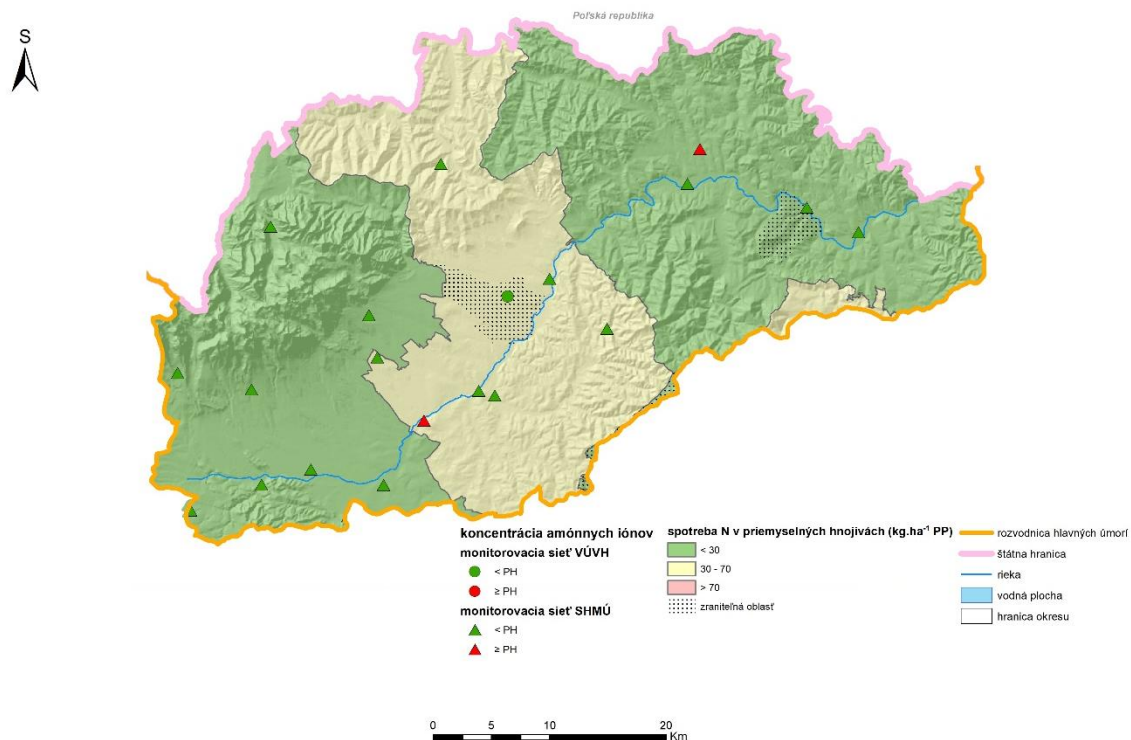 Poľská republika
S
koncentrácia amónnych iónov
monitorovacia sieť VÚVH
< PH
≥ PH
monitorovacia sieť SHMÚ
< PH
≥ PH
spotreba N v priemyselných hnojivách (kg.ha⁻¹ PP)
< 30
30 - 70
> 70
zraniteľná oblasť
rozvodnica hlavných úmorí
štátna hranica
rieka
vodná plocha
hranica okresu
0 5 10 20
Km